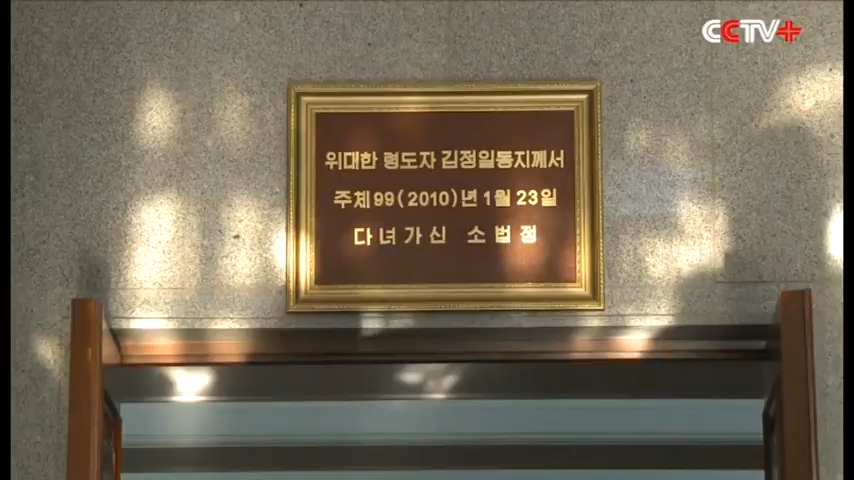 CCTV+
위대한 령도자 김정일동지께서
주체99(2010)년 1월 23일
다녀가신 소법정